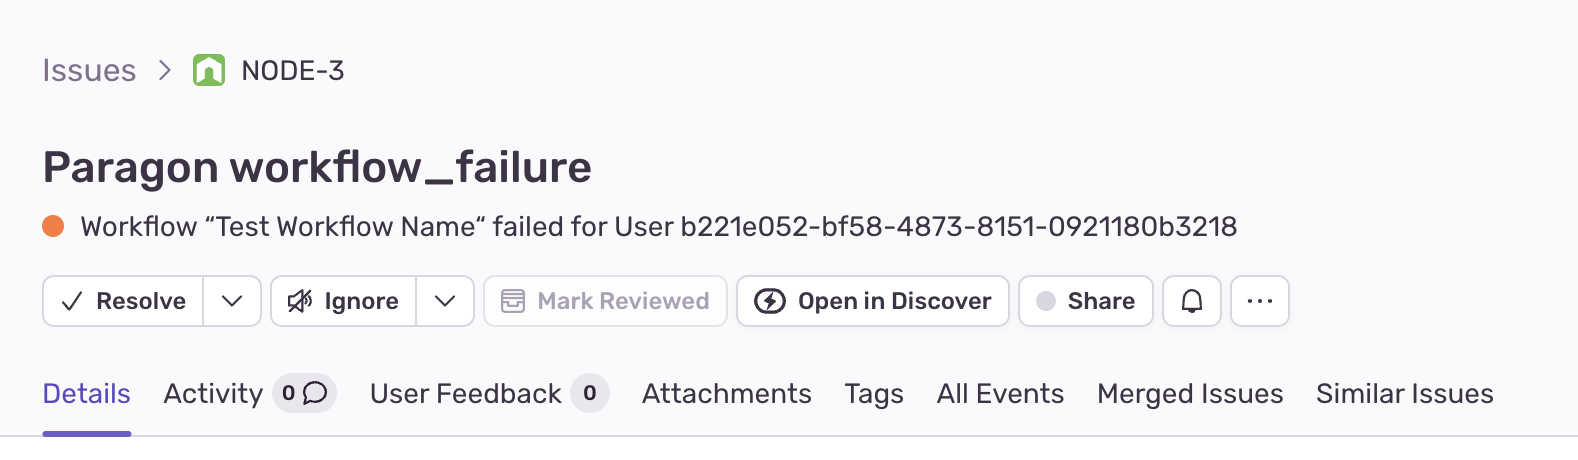 Issues > NODE-3
Paragon workflow_failure
Workflow “Test Workflow Name“ failed for User b221e052-bf58-4873-8151-0921180b3218
Resolve Ignore Mark Reviewed Open in Discover Share ...
Details Activity 0 User Feedback 0 Attachments Tags All Events Merged Issues Similar Issues